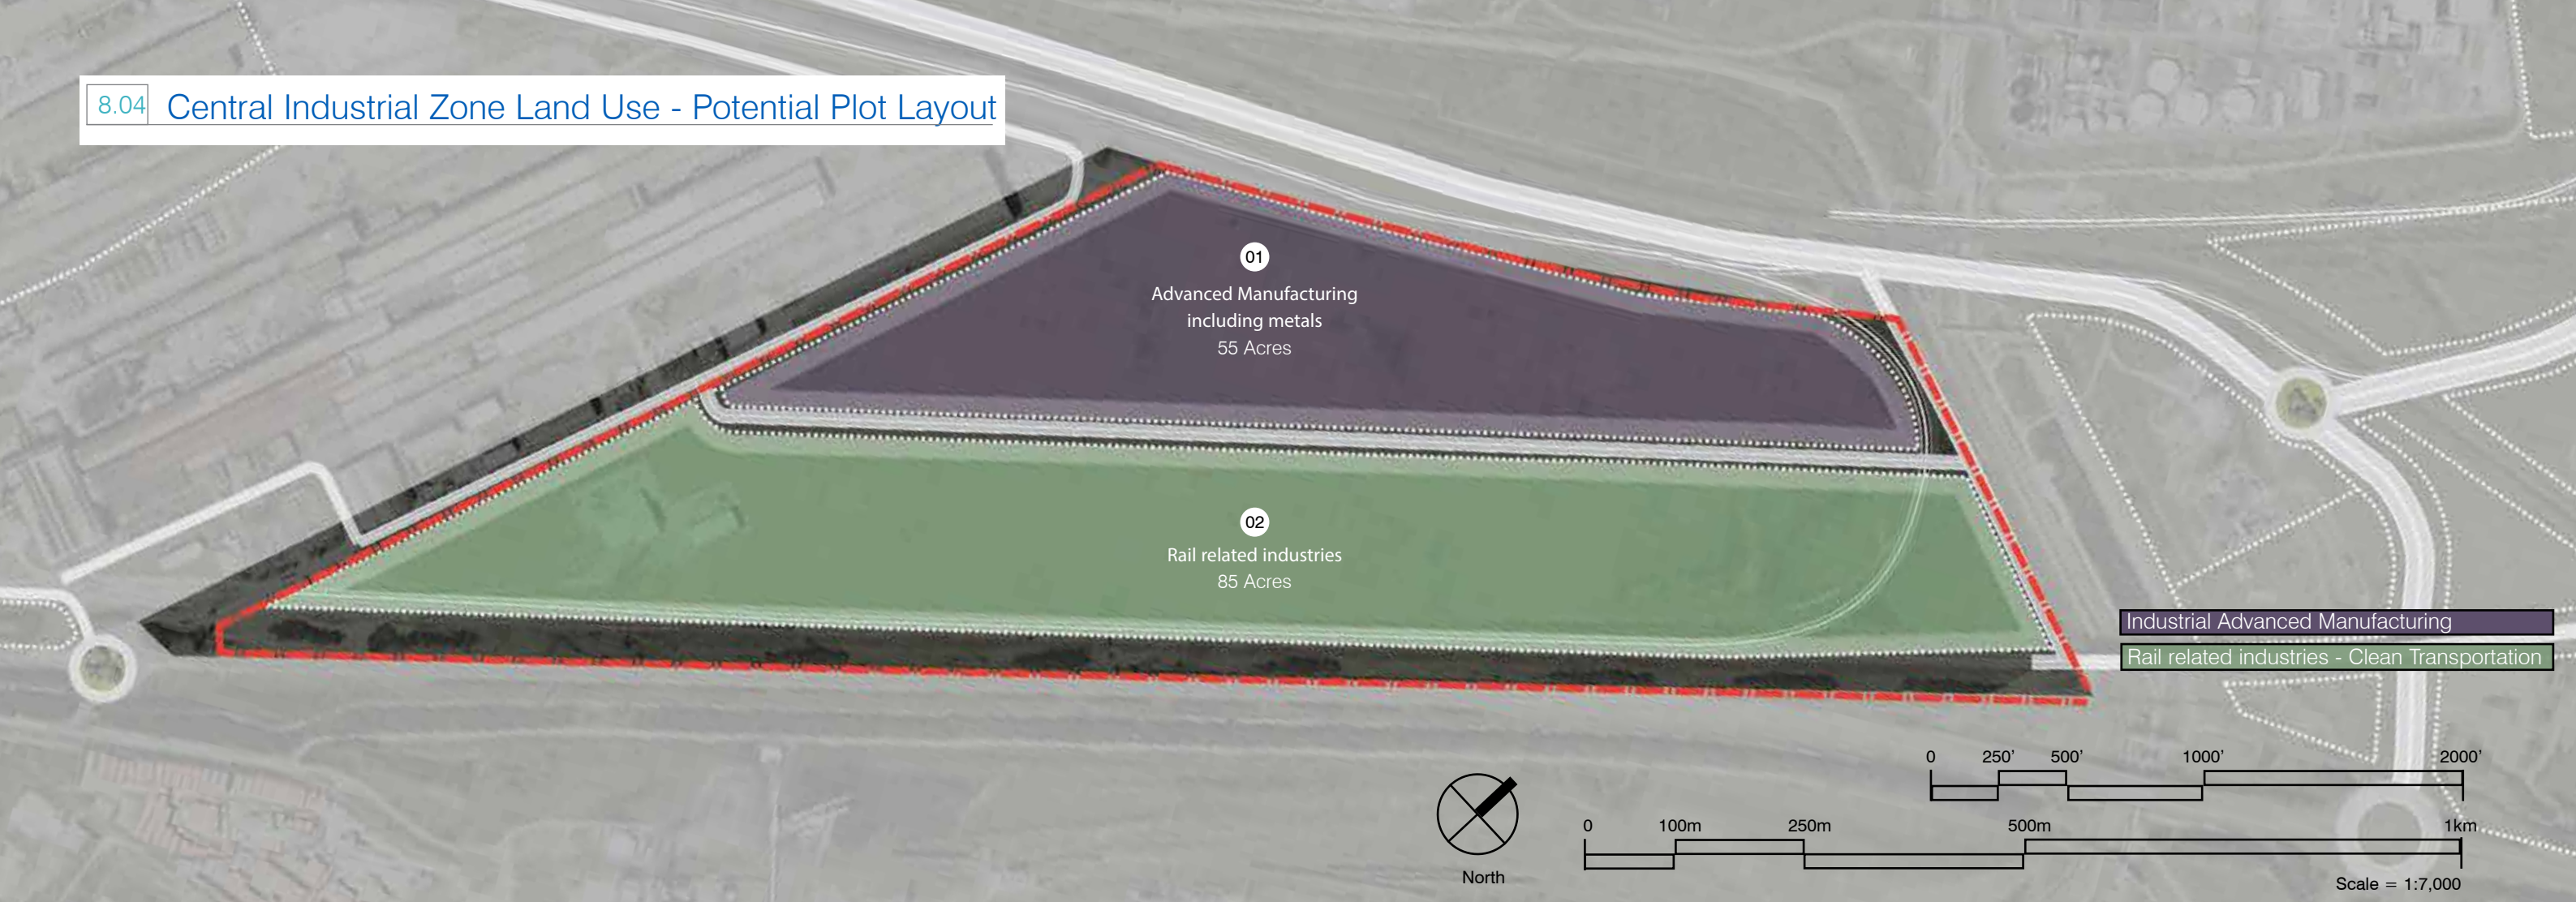 8.04 Central Industrial Zone Land Use - Potential Plot Layout
01
Advanced Manufacturing
including metals
55 Acres
02
Rail related industries
85 Acres
Industrial Advanced Manufacturing
Rail related industries - Clean Transportation
0 250’ 500’ 1000’ 2000’
0 100m 250m 500m 1km
North
Scale = 1:7,000